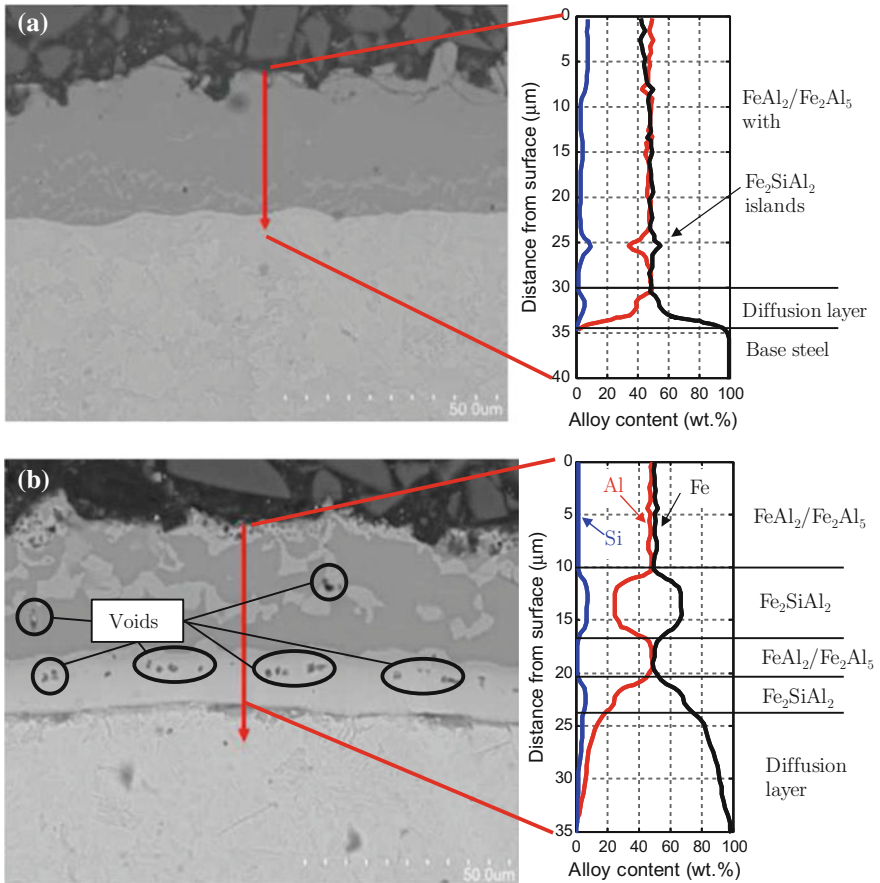 (a)
50.0um
0
5
10
15
20
25
30
35
40
Distance from surface (μm)
0 20 40 60 80 100
Alloy content (wt.%)
FeAl₂/Fe₂Al₅
with
Fe₂SiAl₂
islands
Diffusion layer
Base steel
(b)
Voids
50.0um
0
5
10
15
20
25
30
35
Distance from surface (μm)
Al
Fe
Si
0 20 40 60 80 100
Alloy content (wt.%)
FeAl₂/Fe₂Al₅
Fe₂SiAl₂
FeAl₂/Fe₂Al₅
Fe₂SiAl₂
Diffusion
layer